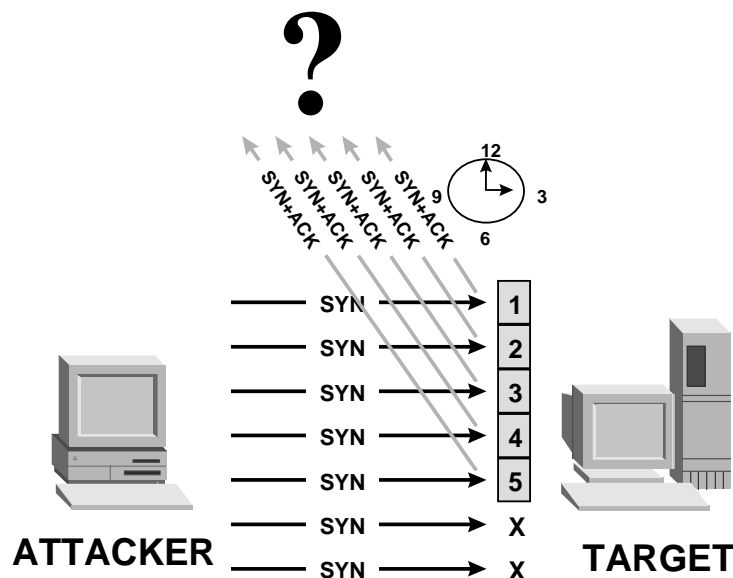 ?
12
9
3
6
SYN+ACK
SYN+ACK
SYN+ACK
SYN+ACK
SYN+ACK
SYN 1
SYN 2
SYN 3
SYN 4
SYN 5
SYN X
SYN X
ATTACKER
TARGET